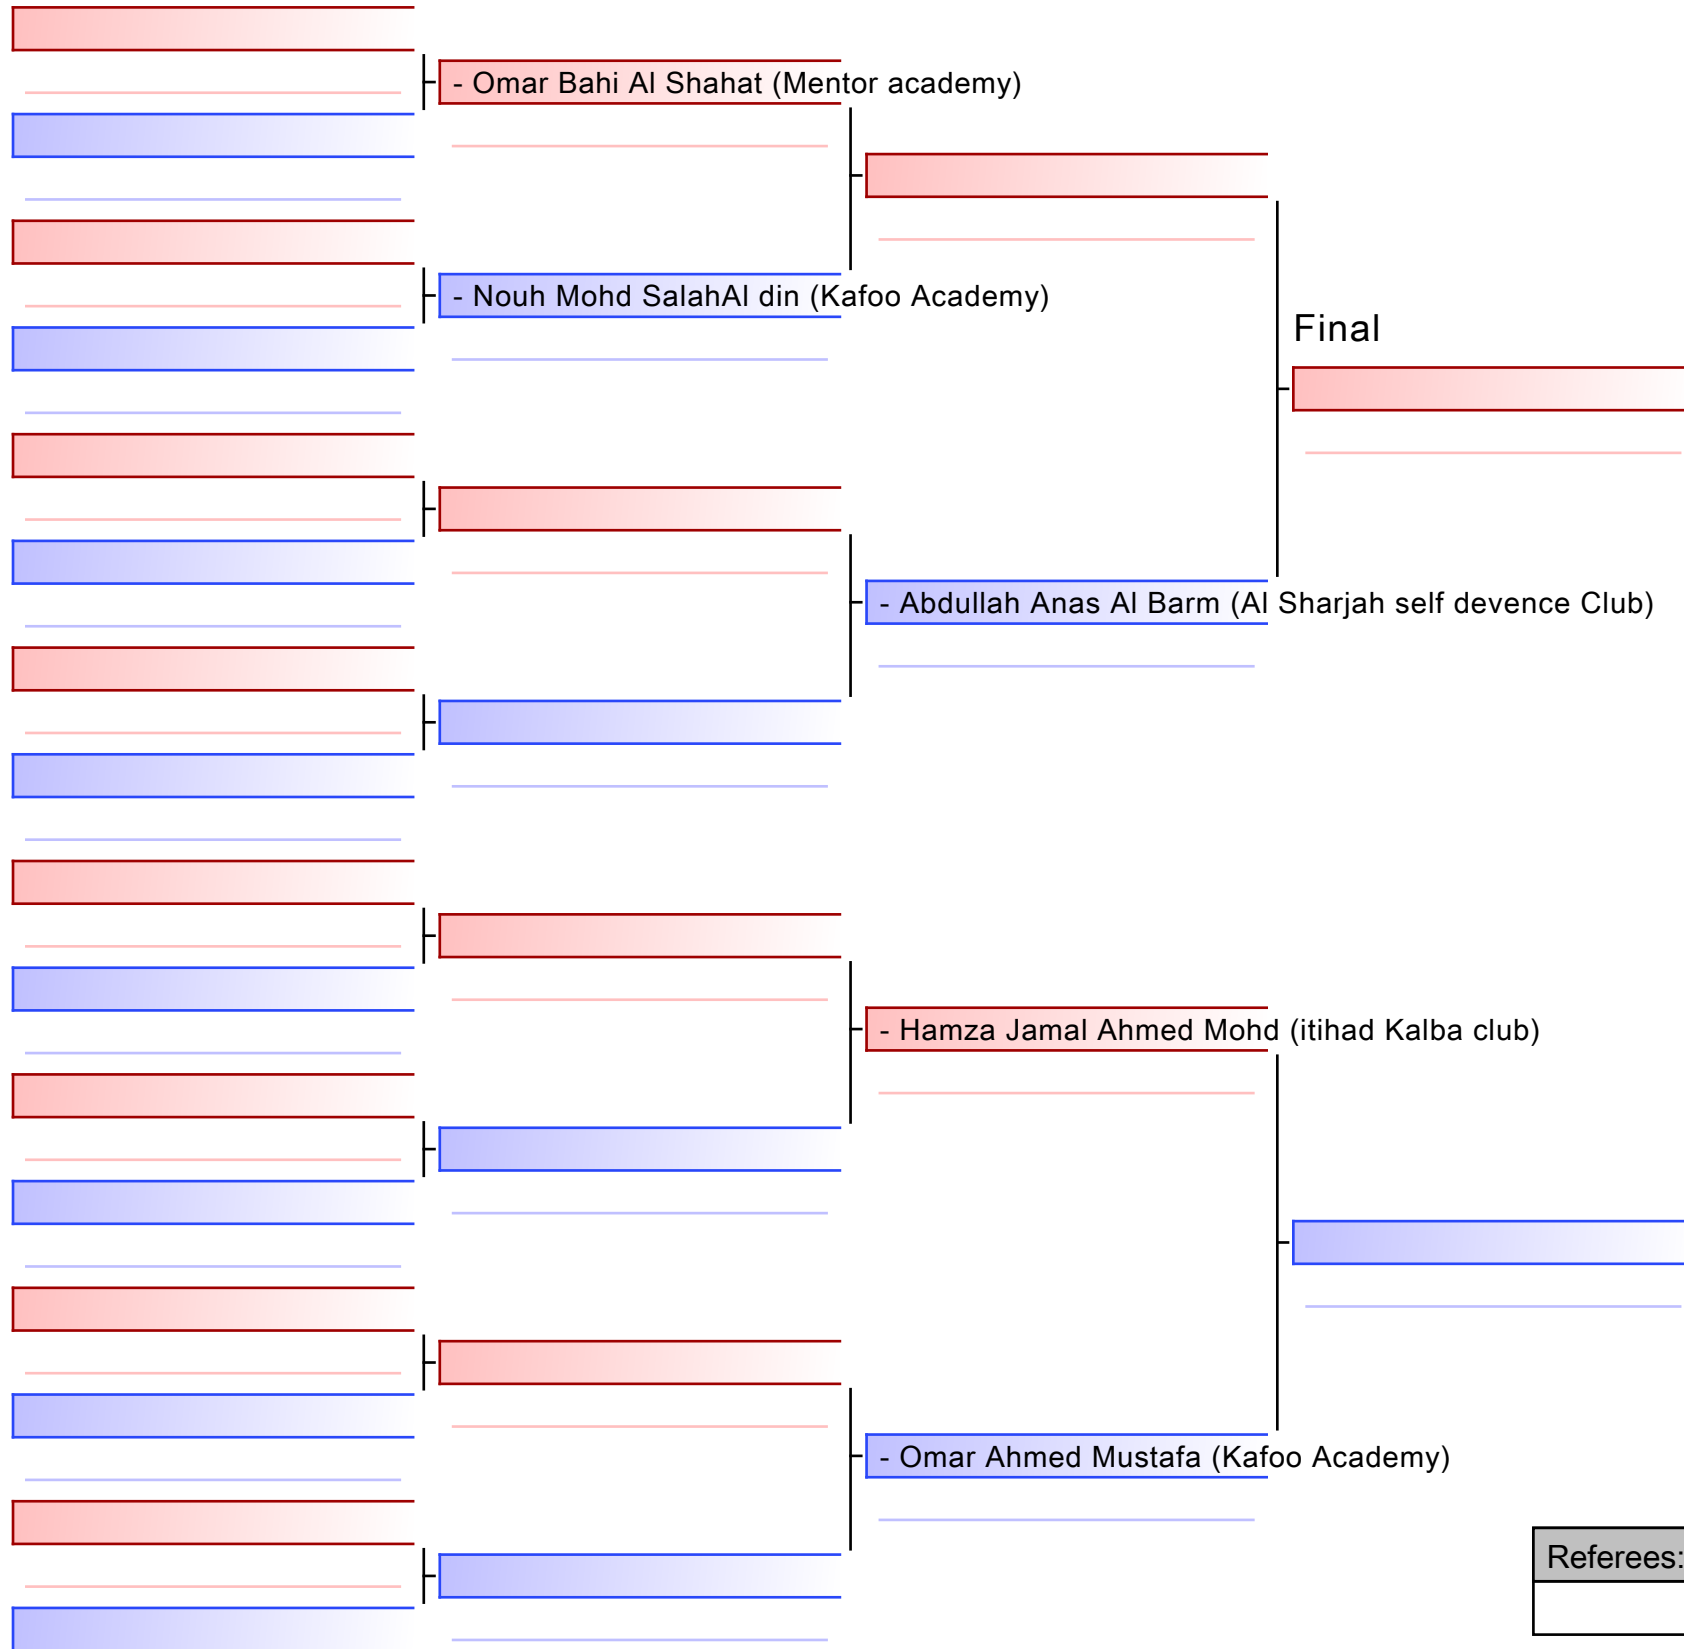 - Omar Bahi Al Shahat (Mentor academy)
- Nouh Mohd SalahAl din (Kafoo Academy)
Final
- Abdullah Anas Al Barm (Al Sharjah self devence Club)
- Hamza Jamal Ahmed Mohd (itihad Kalba club)
- Omar Ahmed Mustafa (Kafoo Academy)
Referees: